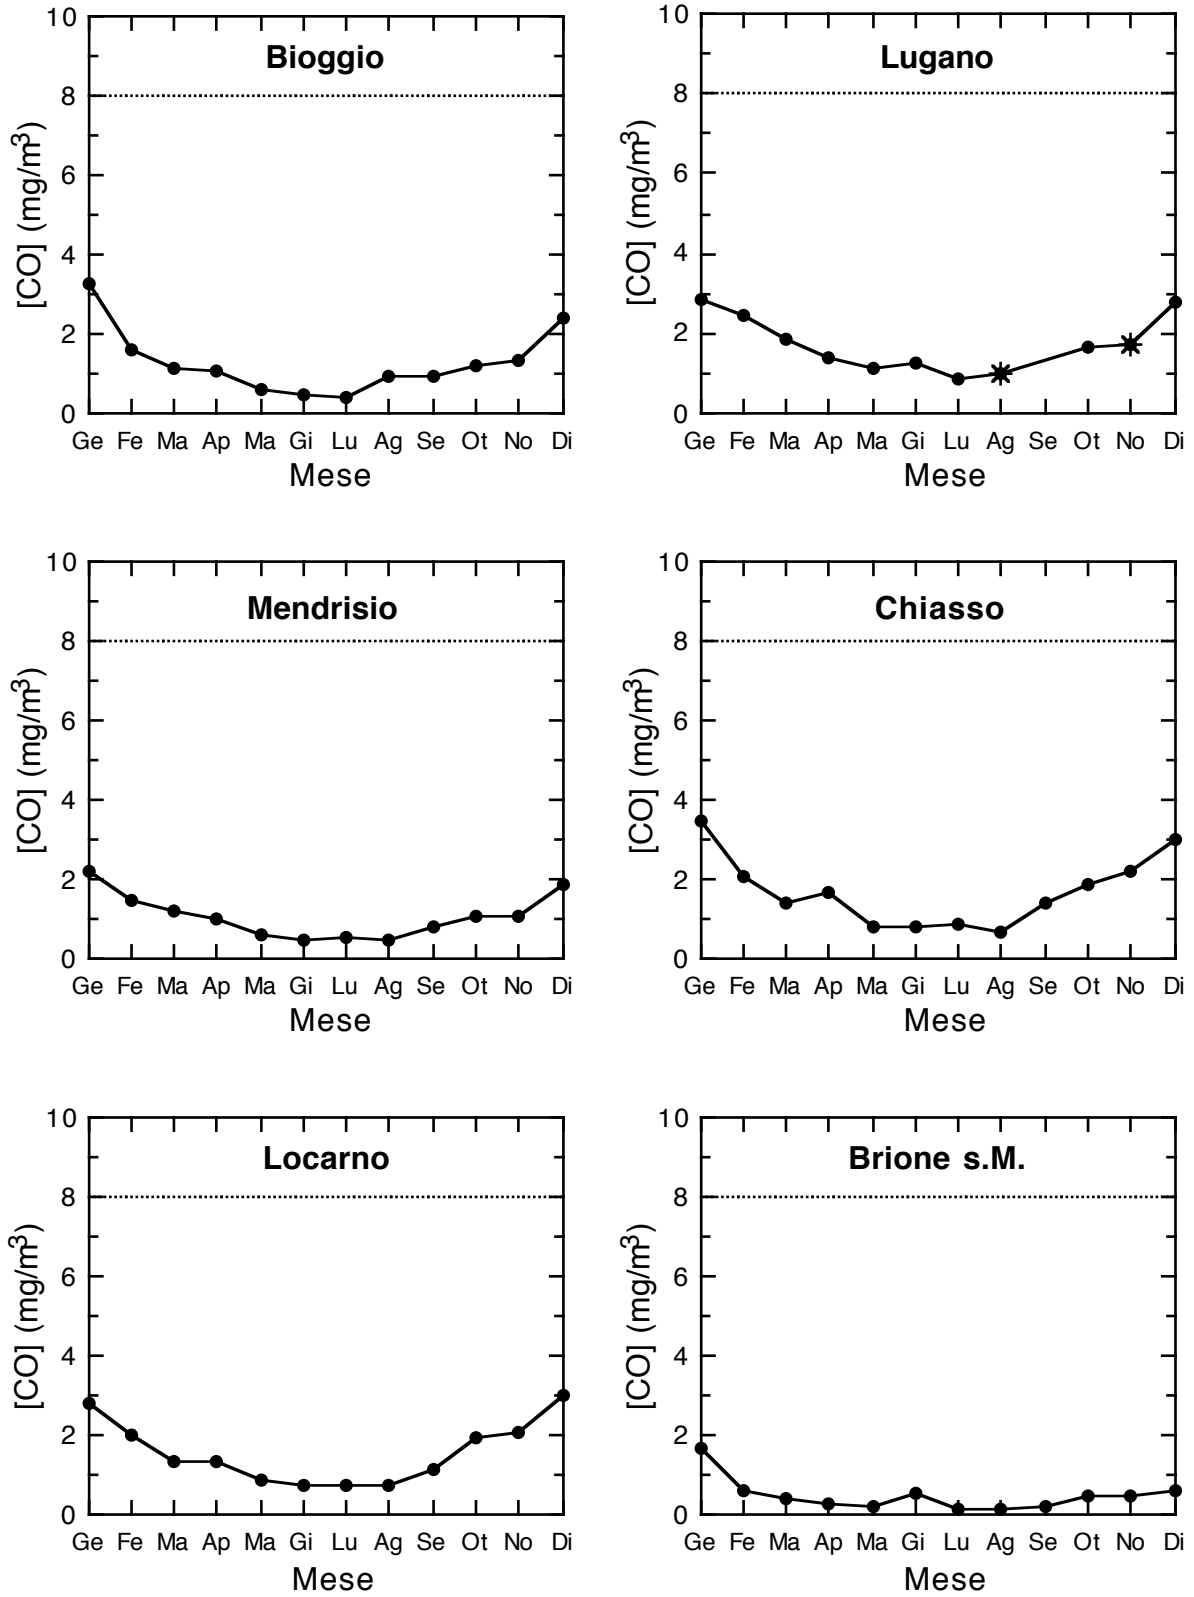 Bioggio
[CO] (mg/m³)
10
8
6
4
2
0
Ge Fe Ma Ap Ma Gi Lu Ag Se Ot No Di
Mese
Lugano
[CO] (mg/m³)
10
8
6
4
2
0
Ge Fe Ma Ap Ma Gi Lu Ag Se Ot No Di
Mese
Mendrisio
[CO] (mg/m³)
10
8
6
4
2
0
Ge Fe Ma Ap Ma Gi Lu Ag Se Ot No Di
Mese
Chiasso
[CO] (mg/m³)
10
8
6
4
2
0
Ge Fe Ma Ap Ma Gi Lu Ag Se Ot No Di
Mese
Locarno
[CO] (mg/m³)
10
8
6
4
2
0
Ge Fe Ma Ap Ma Gi Lu Ag Se Ot No Di
Mese
Brione s.M.
[CO] (mg/m³)
10
8
6
4
2
0
Ge Fe Ma Ap Ma Gi Lu Ag Se Ot No Di
Mese